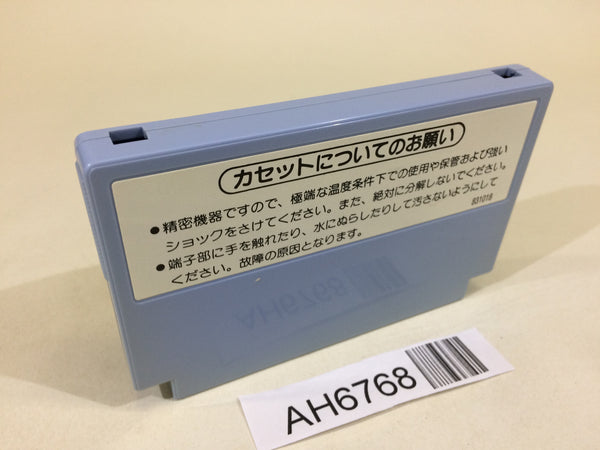 カセットについてのお願い
●精密機器ですので、極端な温度条件下での使用や保管および強い
ショックをさけてください。また、絶対に分解しないでください。
●端子部に手を触れたり、水にぬらしたりして汚さないようにして
ください。故障の原因となります。
831018
AH6768
AH6768